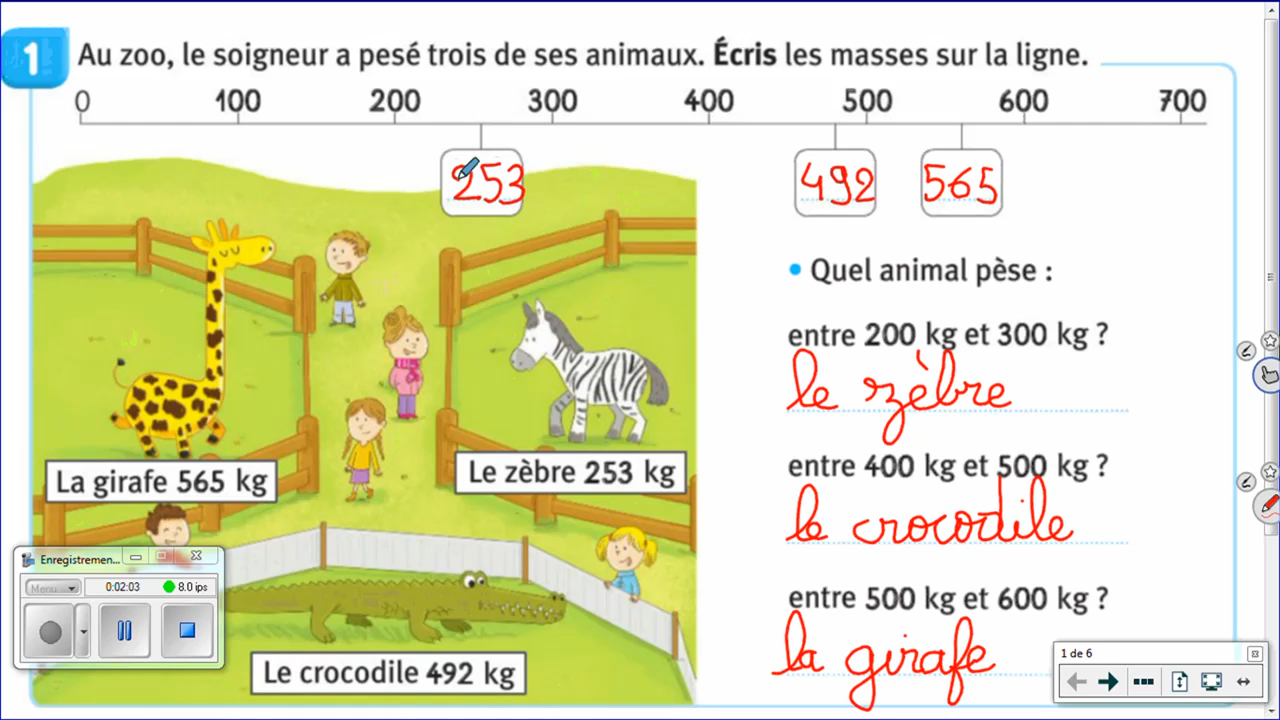 1 Au zoo, le soigneur a pesé trois de ses animaux. Écris les masses sur la ligne.
0 100 200 300 400 500 600 700
253 492 565
• Quel animal pèse :
entre 200 kg et 300 kg ?
le zèbre
entre 400 kg et 500 kg ?
le crocodile
entre 500 kg et 600 kg ?
la girafe
La girafe 565 kg
Le zèbre 253 kg
Le crocodile 492 kg
Enregistremen...
Menu 0:02:03 8.0 ips
1 de 6